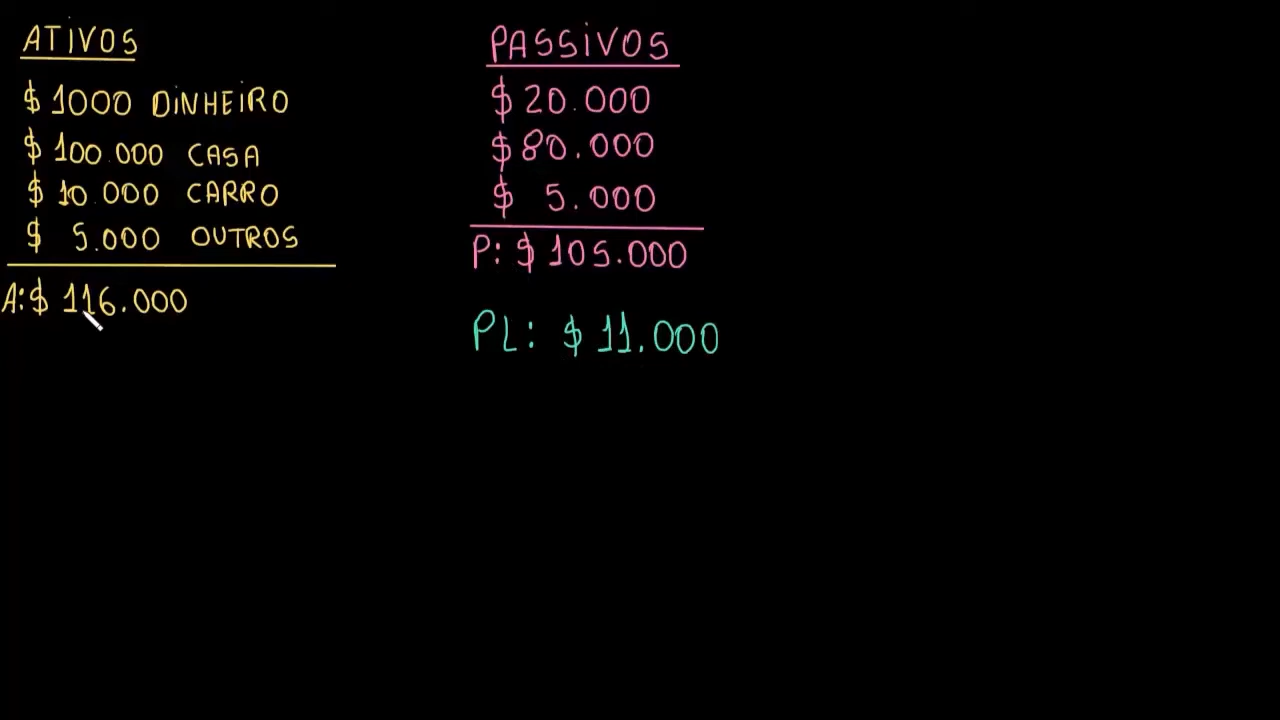 ATIVOS
$ 1000 DINHEIRO
$ 100.000 CASA
$ 10.000 CARRO
$ 5.000 OUTROS
A: $ 116.000
PASSIVOS
$ 20.000
$ 80.000
$ 5.000
P: $ 105.000
PL: $ 11.000